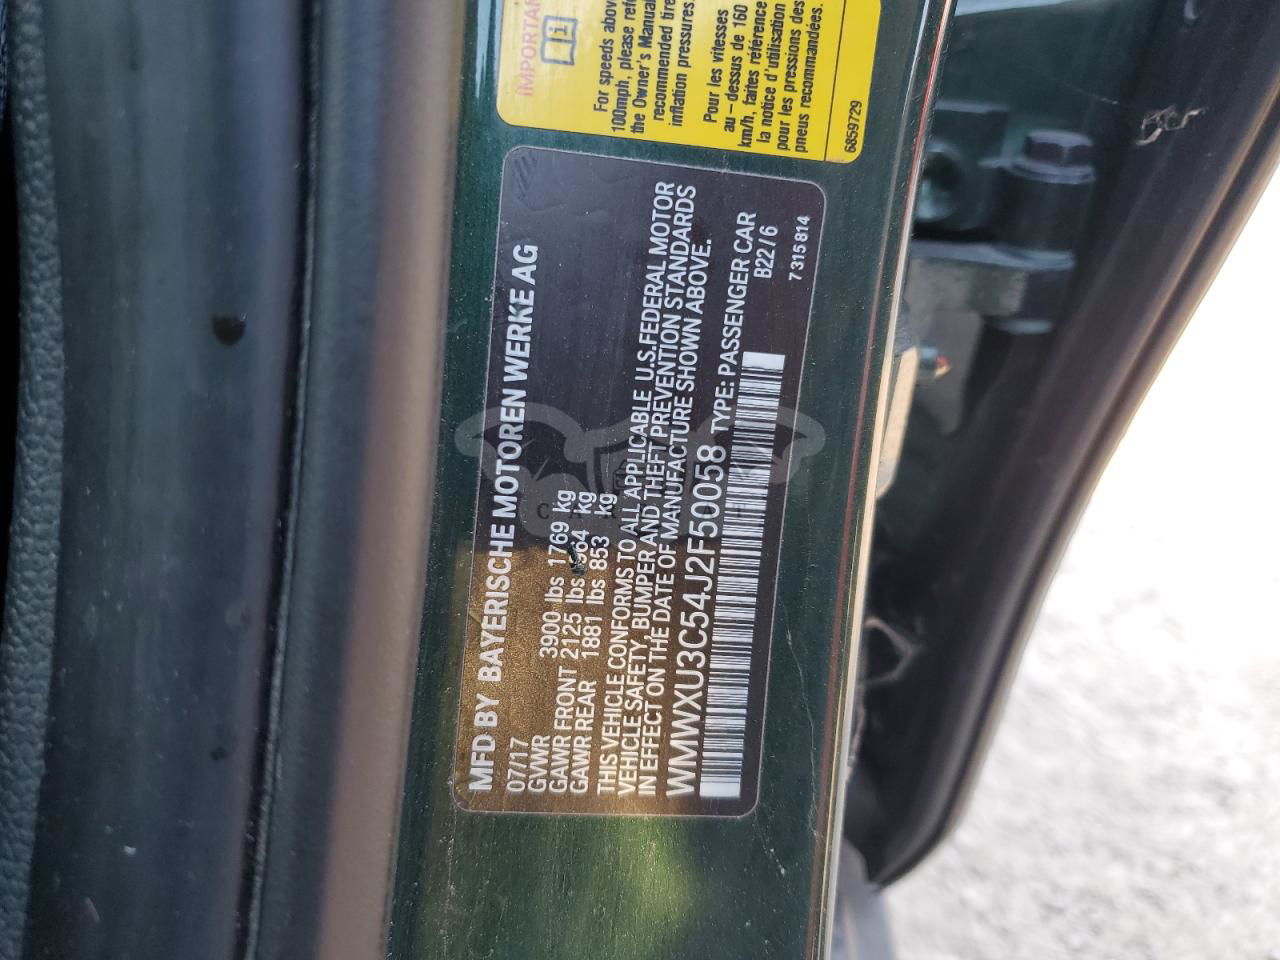 MFD BY BAYERISCHE MOTOREN WERKE AG
07/17
GVWR 3900 lbs 1769 kg
GAWR FRONT 2125 lbs 964 kg
GAWR REAR 1881 lbs 853 kg
THIS VEHICLE CONFORMS TO ALL APPLICABLE U.S.FEDERAL MOTOR
VEHICLE SAFETY, BUMPER AND THEFT PREVENTION STANDARDS
IN EFFECT ON THE DATE OF MANUFACTURE SHOWN ABOVE.
WMWXU3C54J2F50058 TYPE: PASSENGER CAR
B22/6
7 315 814
For speeds
100mph, please
the Owner's Manual
recommended tire
inflation pressures.
Pour les vitesses
au-dessus de 160
km/h, faites référence
la notice d'utilisation
pour les pressions des
pneus recommandées.
6859729